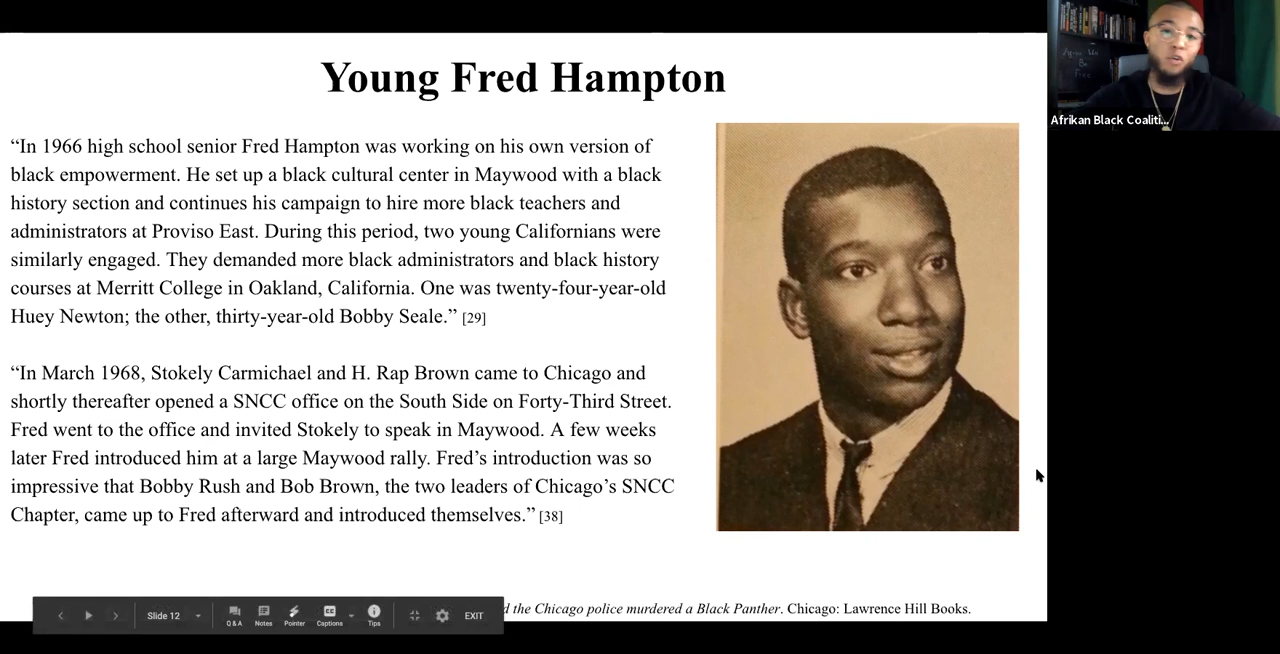 Young Fred Hampton
“In 1966 high school senior Fred Hampton was working on his own version of
black empowerment. He set up a black cultural center in Maywood with a black
history section and continues his campaign to hire more black teachers and
administrators at Proviso East. During this period, two young Californians were
similarly engaged. They demanded more black administrators and black history
courses at Merritt College in Oakland, California. One was twenty-four-year-old
Huey Newton; the other, thirty-year-old Bobby Seale.” [29]
“In March 1968, Stokely Carmichael and H. Rap Brown came to Chicago and
shortly thereafter opened a SNCC office on the South Side on Forty-Third Street.
Fred went to the office and invited Stokely to speak in Maywood. A few weeks
later Fred introduced him at a large Maywood rally. Fred’s introduction was so
impressive that Bobby Rush and Bob Brown, the two leaders of Chicago’s SNCC
Chapter, came up to Fred afterward and introduced themselves.” [38]
the Chicago police murdered a Black Panther. Chicago: Lawrence Hill Books.
Slide 12
Q & A Notes Pointer Captions Tips EXIT
CC
Afrikan Black Coaliti...
Be
Free